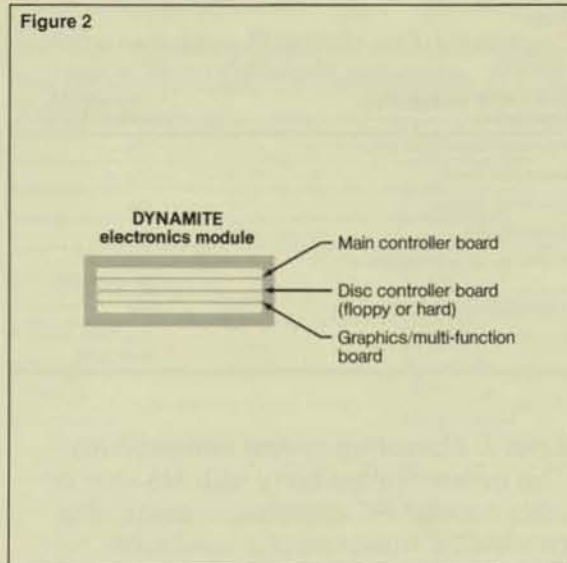 Figure 2
DYNAMITE
electronics module
Main controller board
Disc controller board
(floppy or hard)
Graphics/multi-function
board